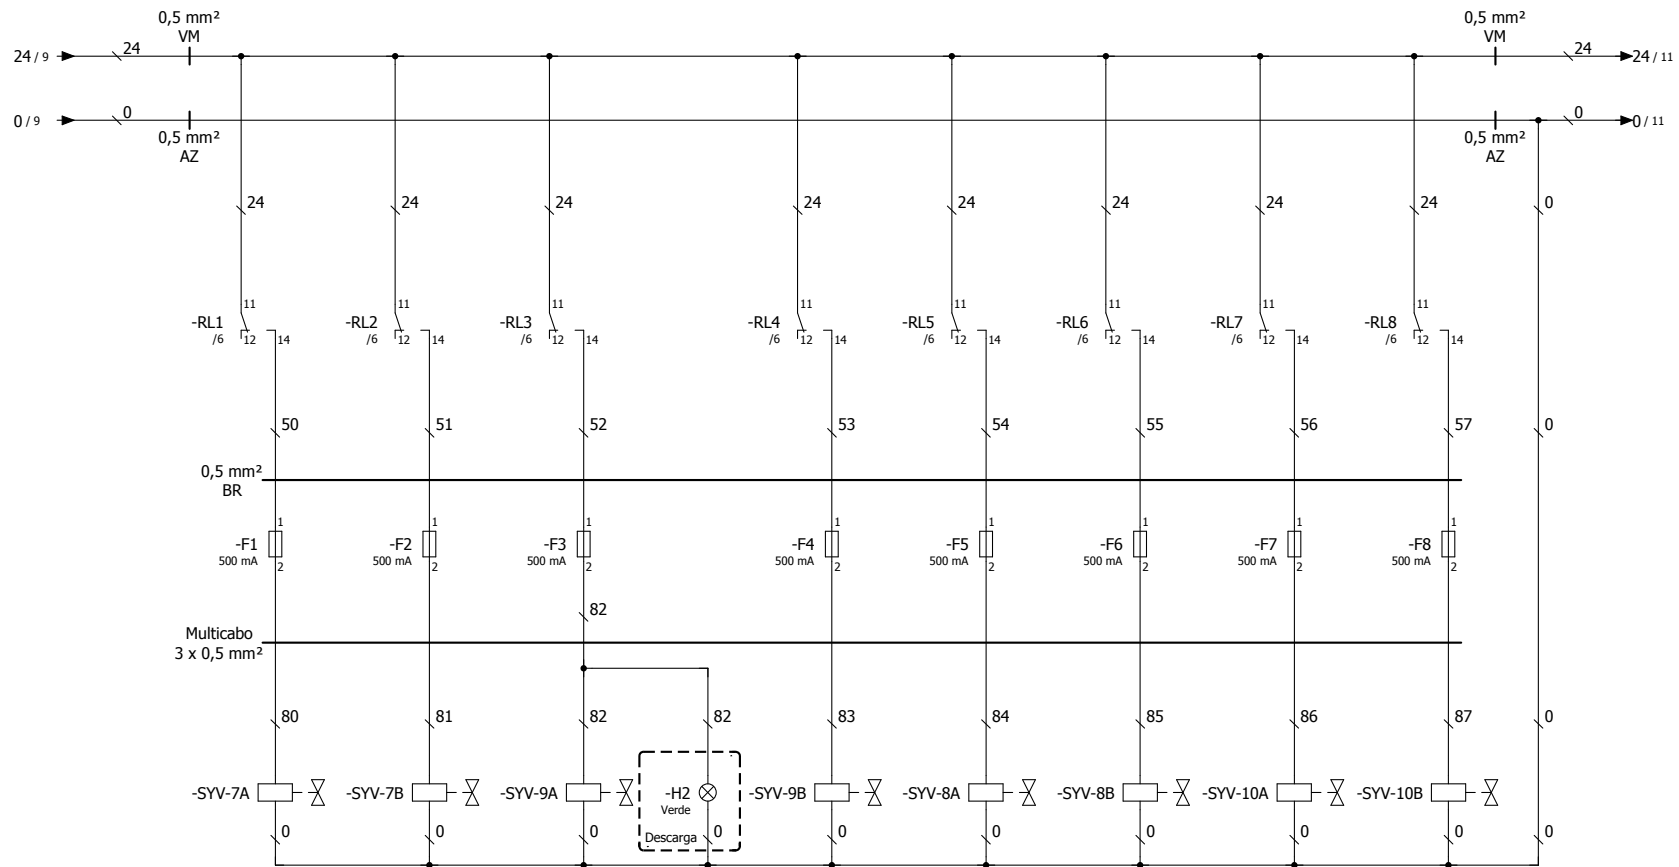 0,5 mm² 0,5 mm²
VM VM
24 / 9 24 24 24 / 11
0 / 9 0 0 0 / 11
0,5 mm² 0,5 mm²
AZ AZ
24 24 24 24 24 24 24 24 0
11 11 11 11 11 11 11 11
-RL1 -RL2 -RL3 -RL4 -RL5 -RL6 -RL7 -RL8
/6 12 14 /6 12 14 /6 12 14 /6 12 14 /6 12 14 /6 12 14 /6 12 14 /6 12 14
50 51 52 53 54 55 56 57 0
0,5 mm²
BR
1 1 1 1 1 1 1 1
-F1 -F2 -F3 -F4 -F5 -F6 -F7 -F8
500 mA 500 mA 500 mA 500 mA 500 mA 500 mA 500 mA 500 mA
2 2 2 2 2 2 2 2
82
Multicabo
3 x 0,5 mm²
80 81 82 82 83 84 85 86 87 0
-SYV-7A -SYV-7B -SYV-9A -H2 -SYV-9B -SYV-8A -SYV-8B -SYV-10A -SYV-10B
Verde
0 0 0 Descarga 0 0 0 0 0 0 0